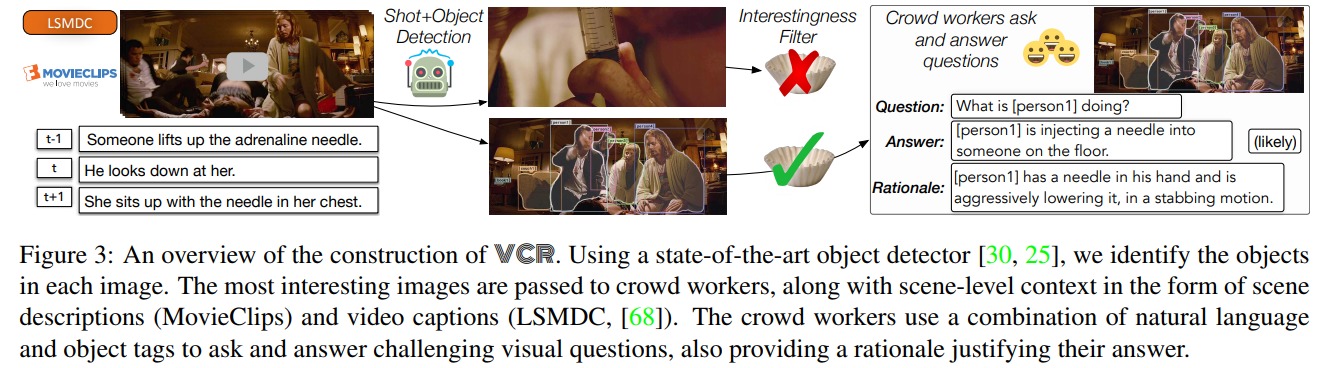 LSMDC
MOVIECLIPS
we love movies
t-1 Someone lifts up the adrenaline needle.
t He looks down at her.
t+1 She sits up with the needle in her chest.
Shot+Object
Detection
Interestingness
Filter
Crowd workers ask
and answer
questions
Question: What is [person1] doing?
Answer: [person1] is injecting a needle into
someone on the floor.
(likely)
Rationale: [person1] has a needle in his hand and is
aggressively lowering it, in a stabbing motion.
Figure 3: An overview of the construction of VCR. Using a state-of-the-art object detector [30, 25], we identify the objects
in each image. The most interesting images are passed to crowd workers, along with scene-level context in the form of scene
descriptions (MovieClips) and video captions (LSMDC, [68]). The crowd workers use a combination of natural language
and object tags to ask and answer challenging visual questions, also providing a rationale justifying their answer.